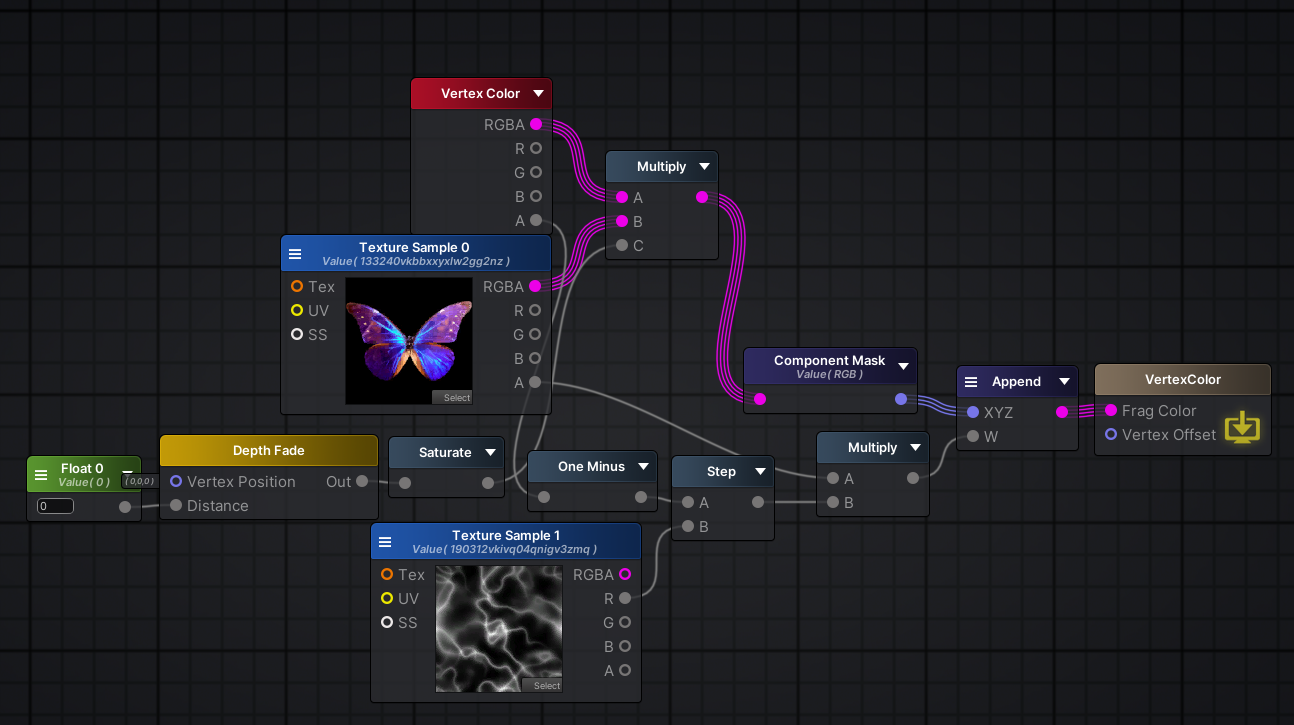 Vertex Color
RGBA
R
G
B
A
Multiply
A
B
C
Texture Sample 0
Value( 133240vkbbxxyxlw2gg2nz )
Tex
UV
SS
RGBA
R
G
B
A
Select
Component Mask
Value( RGB )
Append
XYZ
W
VertexColor
Frag Color
Vertex Offset
Float 0
Value( 0 )
0
(0,0,0)
Depth Fade
Vertex Position
Out
Distance
Saturate
One Minus
Step
A
B
Multiply
A
B
Texture Sample 1
Value( 190312vkivq04qnigv3zmq )
Tex
UV
SS
RGBA
R
G
B
A
Select